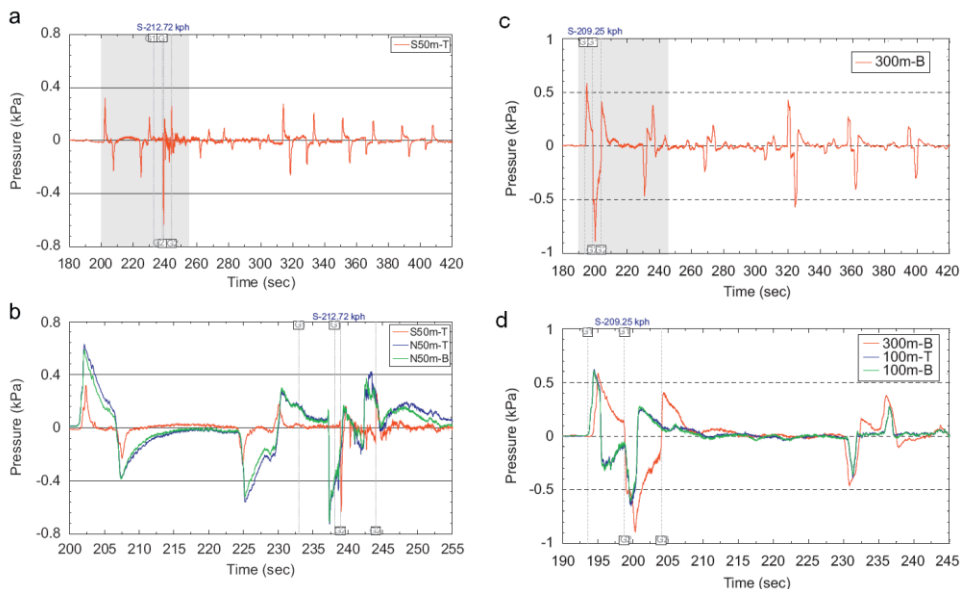 a
S-212.72 kph
S50m-T
Pressure (kPa)
0.8
0.4
0
-0.4
-0.8
180 200 220 240 260 280 300 320 340 360 380 400 420
Time (sec)
b
S-212.72 kph
S50m-T
N50m-T
N50m-B
Pressure (kPa)
0.8
0.4
0
-0.4
-0.8
200 205 210 215 220 225 230 235 240 245 250 255
Time (sec)
c
S-209.25 kph
300m-B
Pressure (kPa)
1
0.5
0
-0.5
-1
180 200 220 240 260 280 300 320 340 360 380 400 420
Time (sec)
d
S-209.25 kph
300m-B
100m-T
100m-B
Pressure (kPa)
1
0.5
0
-0.5
-1
190 195 200 205 210 215 220 225 230 235 240 245
Time (sec)